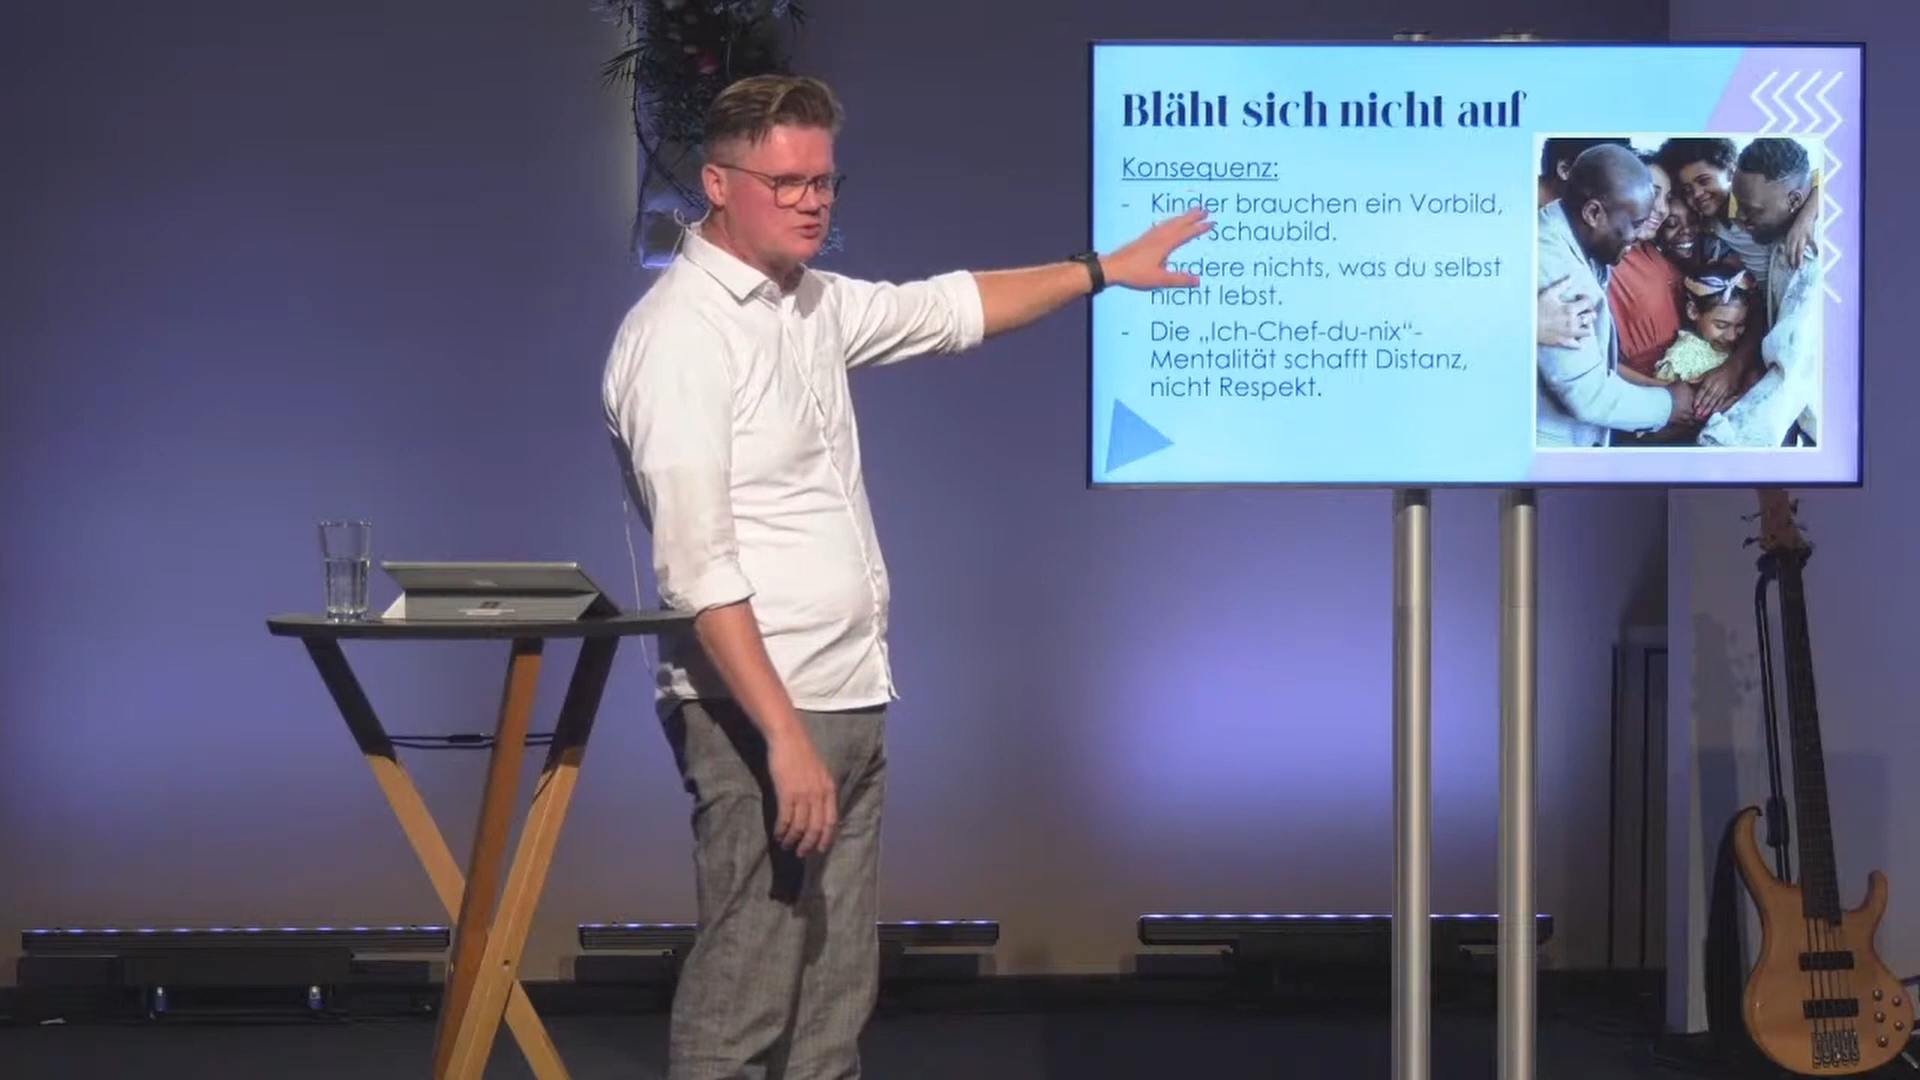 Bläht sich nicht auf
Konsequenz:
- Kinder brauchen ein Vorbild,
Schaubild.
ordere nichts, was du selbst
nicht lebst.
- Die „Ich-Chef-du-nix“-
Mentalität schafft Distanz,
nicht Respekt.